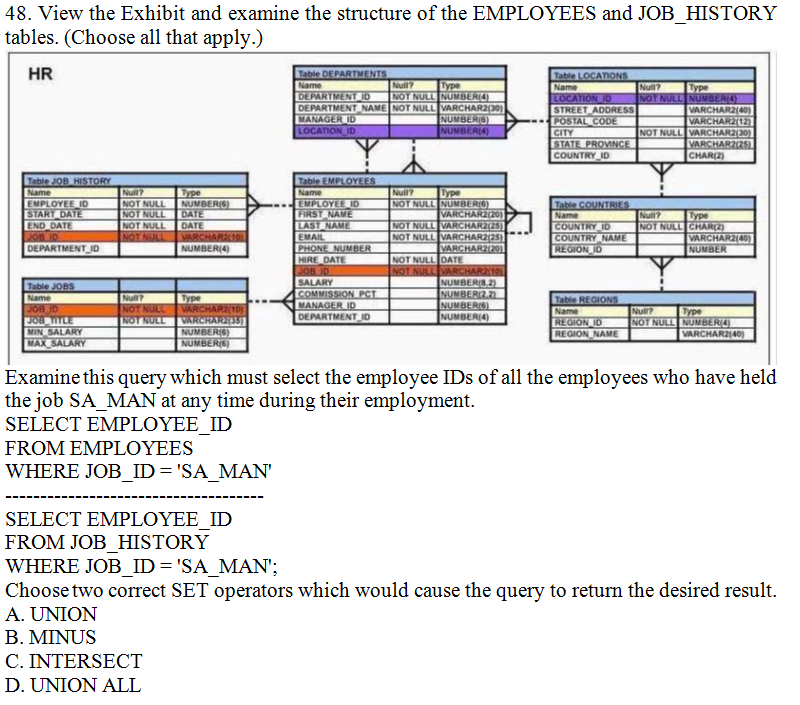 48. View the Exhibit and examine the structure of the EMPLOYEES and JOB_HISTORY
tables. (Choose all that apply.)
HR
Table DEPARTMENTS
Name Null? Type
DEPARTMENT_ID NOT NULL NUMBER(4)
DEPARTMENT_NAME NOT NULL VARCHAR2(30)
MANAGER_ID NUMBER(6)
LOCATION_ID NUMBER(4)
Table LOCATIONS
Name Null? Type
LOCATION_ID NOT NULL NUMBER(4)
STREET_ADDRESS VARCHAR2(40)
POSTAL_CODE VARCHAR2(12)
CITY NOT NULL VARCHAR2(30)
STATE_PROVINCE VARCHAR2(25)
COUNTRY_ID CHAR(2)
Table JOB_HISTORY
Name Null? Type
EMPLOYEE_ID NOT NULL NUMBER(6)
START_DATE NOT NULL DATE
END_DATE NOT NULL DATE
JOB_ID NOT NULL VARCHAR2(10)
DEPARTMENT_ID NUMBER(4)
Table EMPLOYEES
Name Null? Type
EMPLOYEE_ID NOT NULL NUMBER(6)
FIRST_NAME VARCHAR2(20)
LAST_NAME NOT NULL VARCHAR2(25)
EMAIL NOT NULL VARCHAR2(25)
PHONE_NUMBER VARCHAR2(20)
HIRE_DATE NOT NULL DATE
JOB_ID NOT NULL VARCHAR2(10)
SALARY NUMBER(8,2)
COMMISSION_PCT NUMBER(2,2)
MANAGER_ID NUMBER(6)
DEPARTMENT_ID NUMBER(4)
Table COUNTRIES
Name Null? Type
COUNTRY_ID NOT NULL CHAR(2)
COUNTRY_NAME VARCHAR2(40)
REGION_ID NUMBER
Table JOBS
Name Null? Type
JOB_ID NOT NULL VARCHAR2(10)
JOB_TITLE NOT NULL VARCHAR2(35)
MIN_SALARY NUMBER(6)
MAX_SALARY NUMBER(6)
Table REGIONS
Name Null? Type
REGION_ID NOT NULL NUMBER(4)
REGION_NAME VARCHAR2(40)
Examine this query which must select the employee IDs of all the employees who have held
the job SA_MAN at any time during their employment.
SELECT EMPLOYEE_ID
FROM EMPLOYEES
WHERE JOB_ID = 'SA_MAN'
-------------------------------------
SELECT EMPLOYEE_ID
FROM JOB_HISTORY
WHERE JOB_ID = 'SA_MAN';
Choose two correct SET operators which would cause the query to return the desired result.
A. UNION
B. MINUS
C. INTERSECT
D. UNION ALL